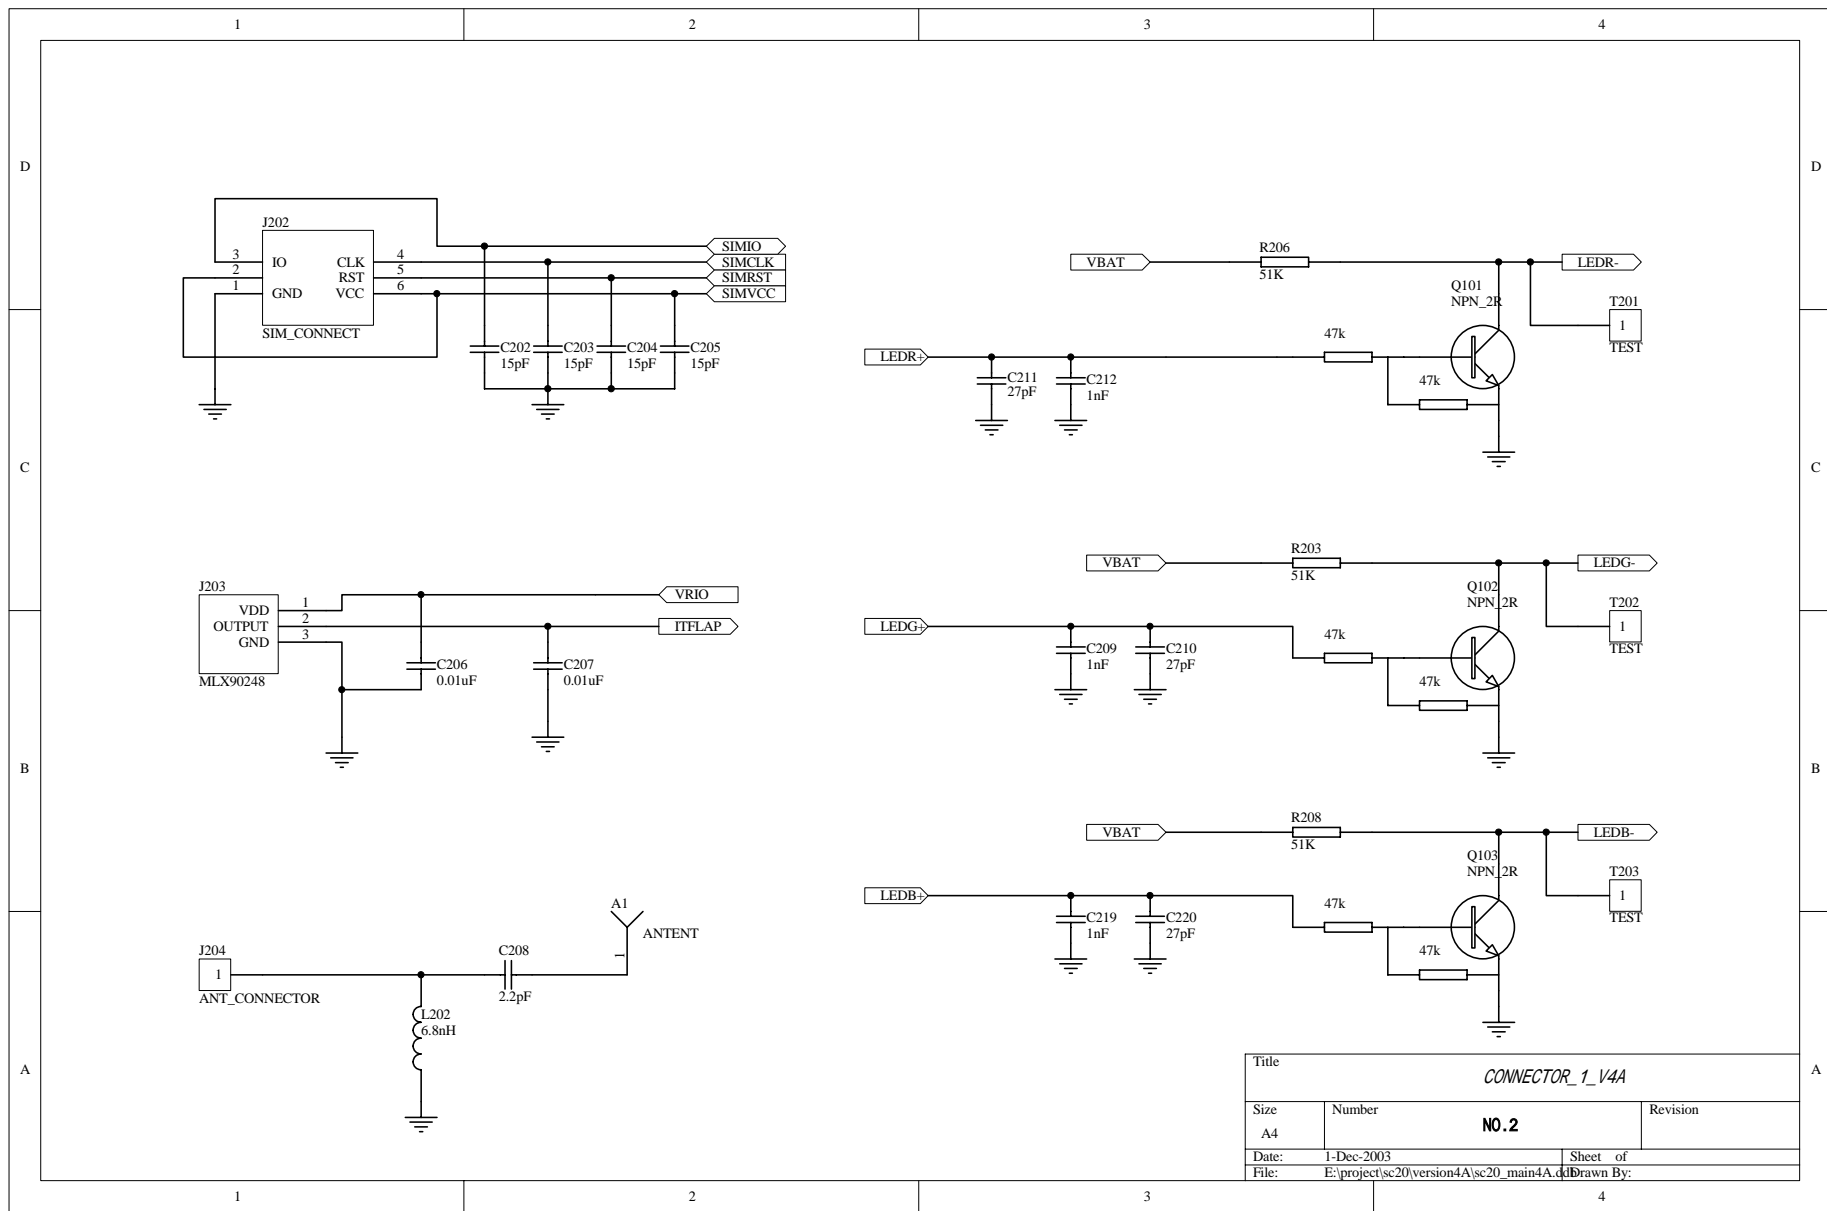 1 2 3 4
D D
J202
3 IO CLK 4
2 RST 5
1 GND VCC 6
SIM_CONNECT
SIMIO
SIMCLK
SIMRST
SIMVCC
C202
15pF
C203
15pF
C204
15pF
C205
15pF
VBAT
R206
51K
LEDR-
Q101
NPN_2R
T201
1
TEST
LEDR+
47k
47k
C211
27pF
C212
1nF
C C
J203
VDD 1
OUTPUT 2
GND 3
MLX90248
VRIO
ITFLAP
C206
0.01uF
C207
0.01uF
VBAT
R203
51K
LEDG-
Q102
NPN_2R
T202
1
TEST
LEDG+
47k
47k
C209
1nF
C210
27pF
B B
VBAT
R208
51K
LEDB-
Q103
NPN_2R
T203
1
TEST
LEDB+
47k
47k
C219
1nF
C220
27pF
A1
ANTENT
1
J204
1
ANT_CONNECTOR
C208
2.2pF
L202
6.8nH
A A
Title
CONNECTOR_1_V4A
Size Number Revision
A4 NO.2
Date: 1-Dec-2003 Sheet of
File: E:\project\sc20\version4A\sc20_main4A.ddb Drawn By:
1 2 3 4